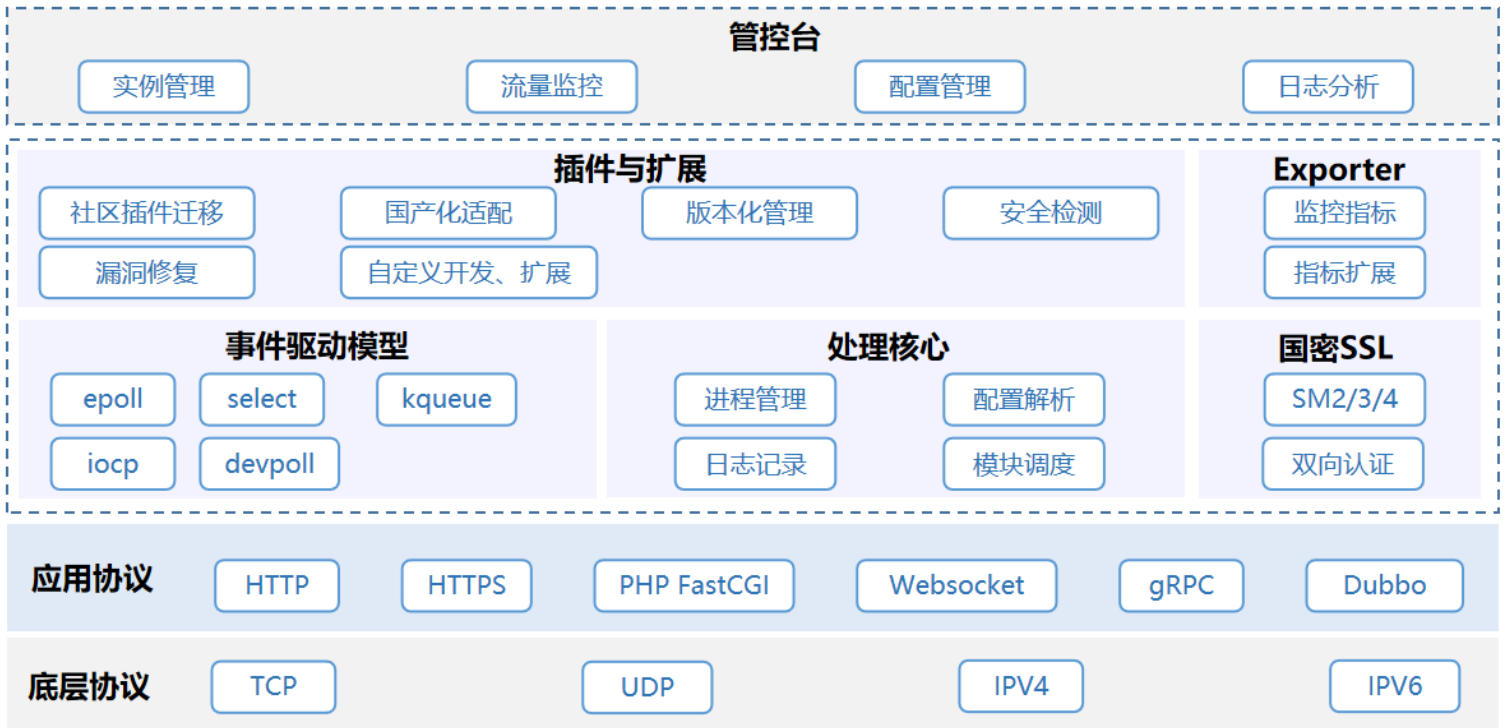 管控台
实例管理 流量监控 配置管理 日志分析
插件与扩展
社区插件迁移 国产化适配 版本化管理 安全检测
漏洞修复 自定义开发、扩展
Exporter
监控指标
指标扩展
事件驱动模型
epoll select kqueue
iocp devpoll
处理核心
进程管理 配置解析
日志记录 模块调度
国密SSL
SM2/3/4
双向认证
应用协议 HTTP HTTPS PHP FastCGI Websocket gRPC Dubbo
底层协议 TCP UDP IPV4 IPV6